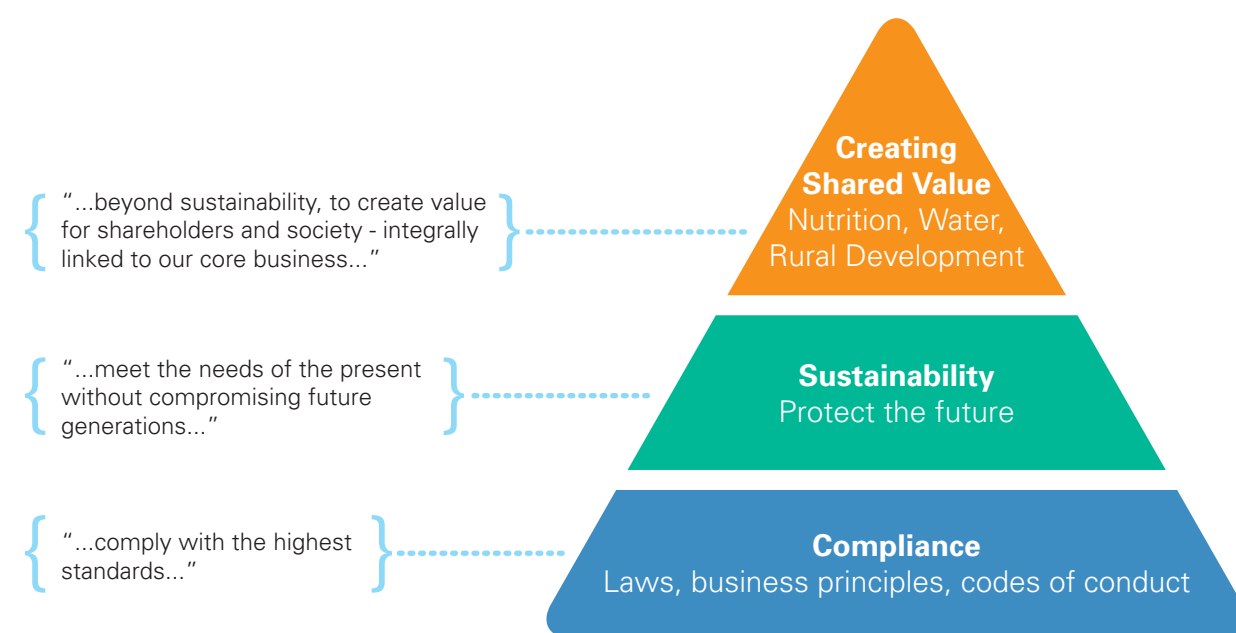 Creating
Shared Value
Nutrition, Water,
Rural Development
“...beyond sustainability, to create value
for shareholders and society - integrally
linked to our core business...”
Sustainability
Protect the future
“...meet the needs of the present
without compromising future
generations...”
Compliance
Laws, business principles, codes of conduct
“...comply with the highest
standards...”